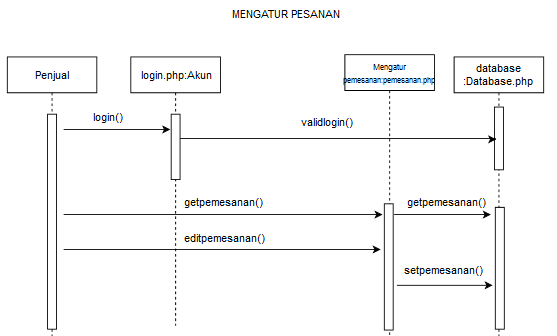 MENGATUR PESANAN
Penjual
login.php:Akun
Mengatur
pemesanan:pemesanan.php
database
:Database.php
login()
validlogin()
getpemesanan()
getpemesanan()
editpemesanan()
setpemesanan()